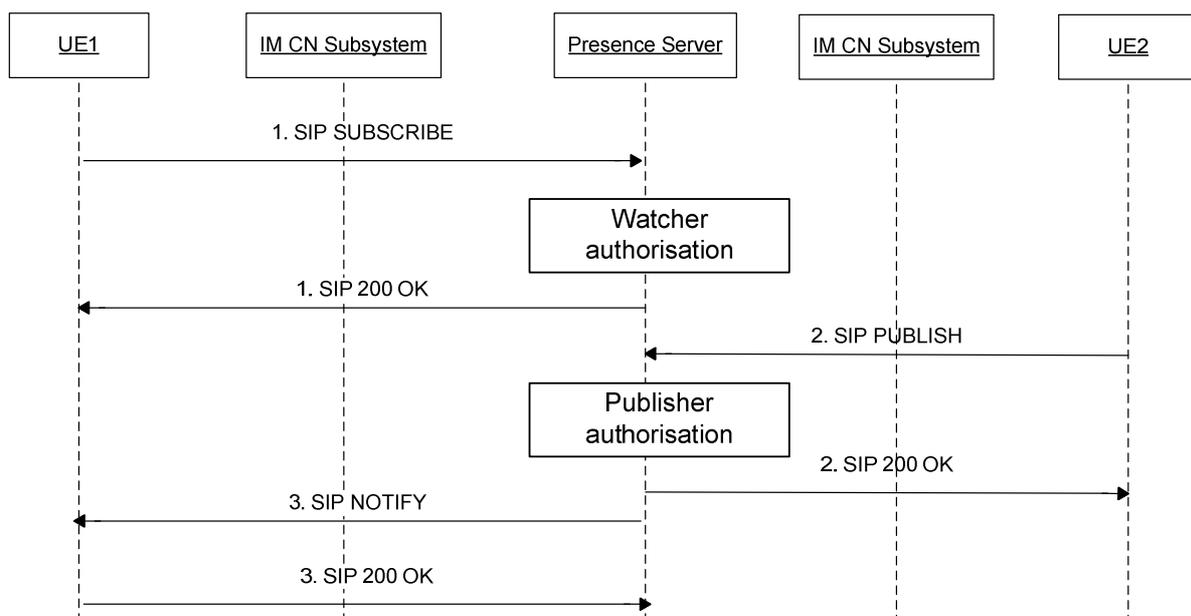 UE1
IM CN Subsystem
Presence Server
IM CN Subsystem
UE2
1. SIP SUBSCRIBE
Watcher
authorisation
1. SIP 200 OK
2. SIP PUBLISH
Publisher
authorisation
2. SIP 200 OK
3. SIP NOTIFY
3. SIP 200 OK